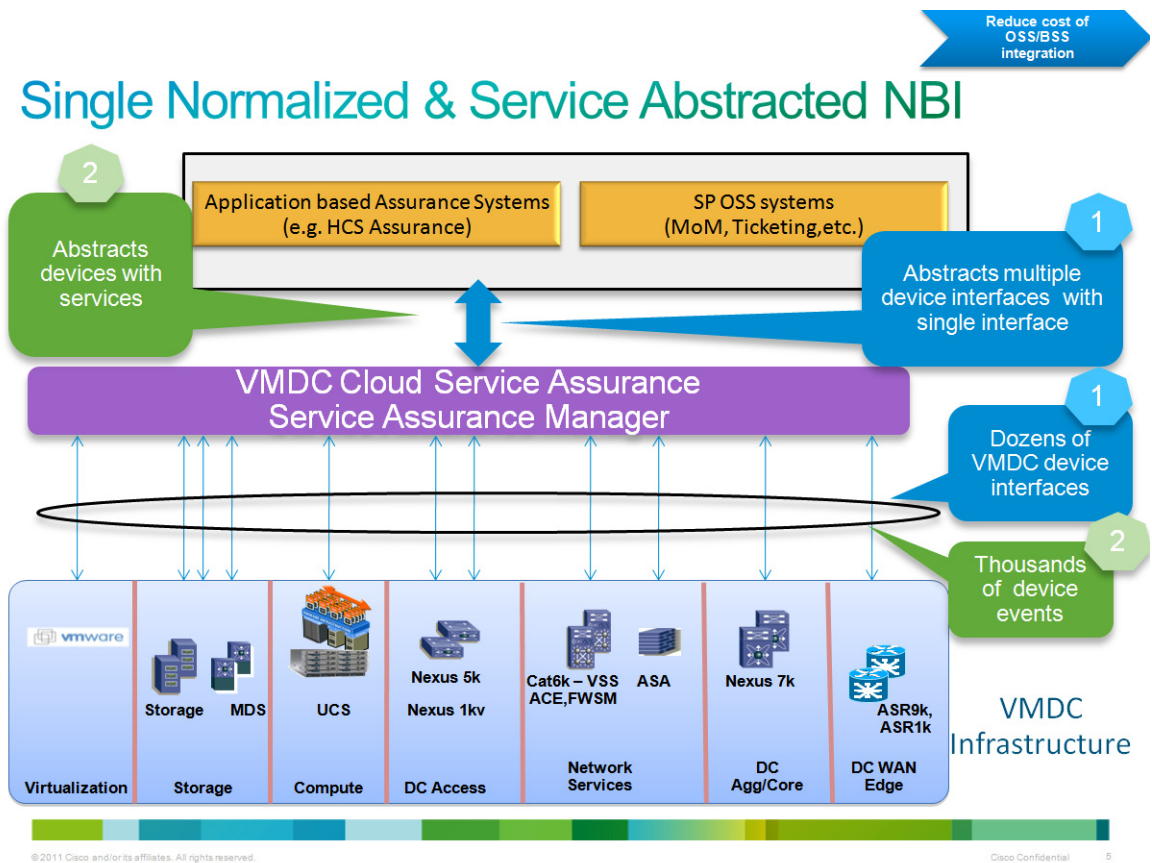 Reduce cost of
OSS/BSS
integration
Single Normalized & Service Abstracted NBI
2
Abstracts
devices with
services
Application based Assurance Systems
(e.g. HCS Assurance)
SP OSS systems
(MoM, Ticketing,etc.)
1
Abstracts multiple
device interfaces with
single interface
VMDC Cloud Service Assurance
Service Assurance Manager
1
Dozens of
VMDC device
interfaces
2
Thousands
of device
events
vmware
Storage
MDS
UCS
Nexus 5k
Nexus 1kv
Cat6k – VSS
ACE,FWSM
ASA
Nexus 7k
ASR9k,
ASR1k
Virtualization
Storage
Compute
DC Access
Network
Services
DC
Agg/Core
DC WAN
Edge
VMDC
Infrastructure
© 2011 Cisco and/or its affiliates. All rights reserved.
Cisco Confidential
5